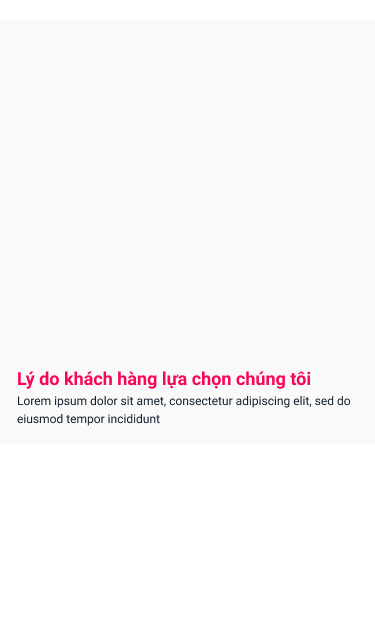 Lý do khách hàng lựa chọn chúng tôi
Lorem ipsum dolor sit amet, consectetur adipiscing elit, sed do
eiusmod tempor incididunt